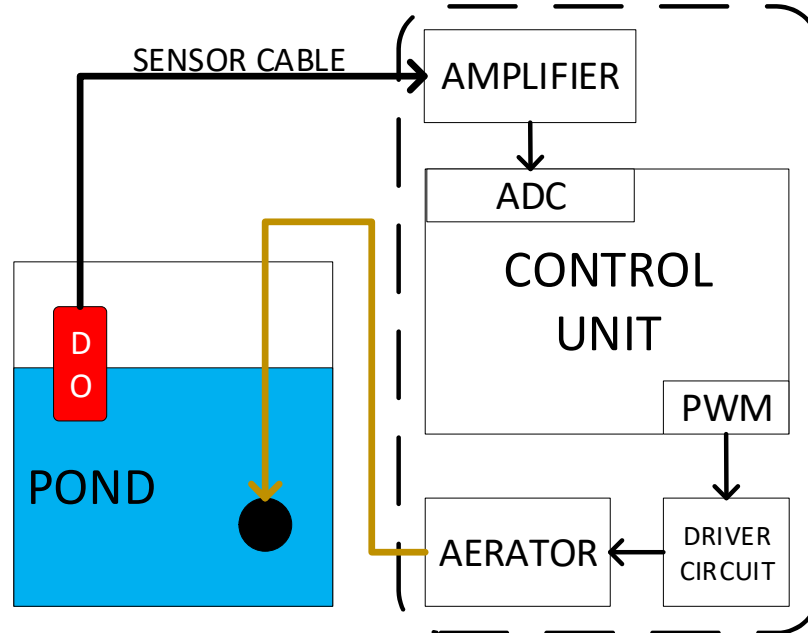 SENSOR CABLE
AMPLIFIER
ADC
CONTROL
UNIT
D
O
PWM
POND
AERATOR
DRIVER
CIRCUIT